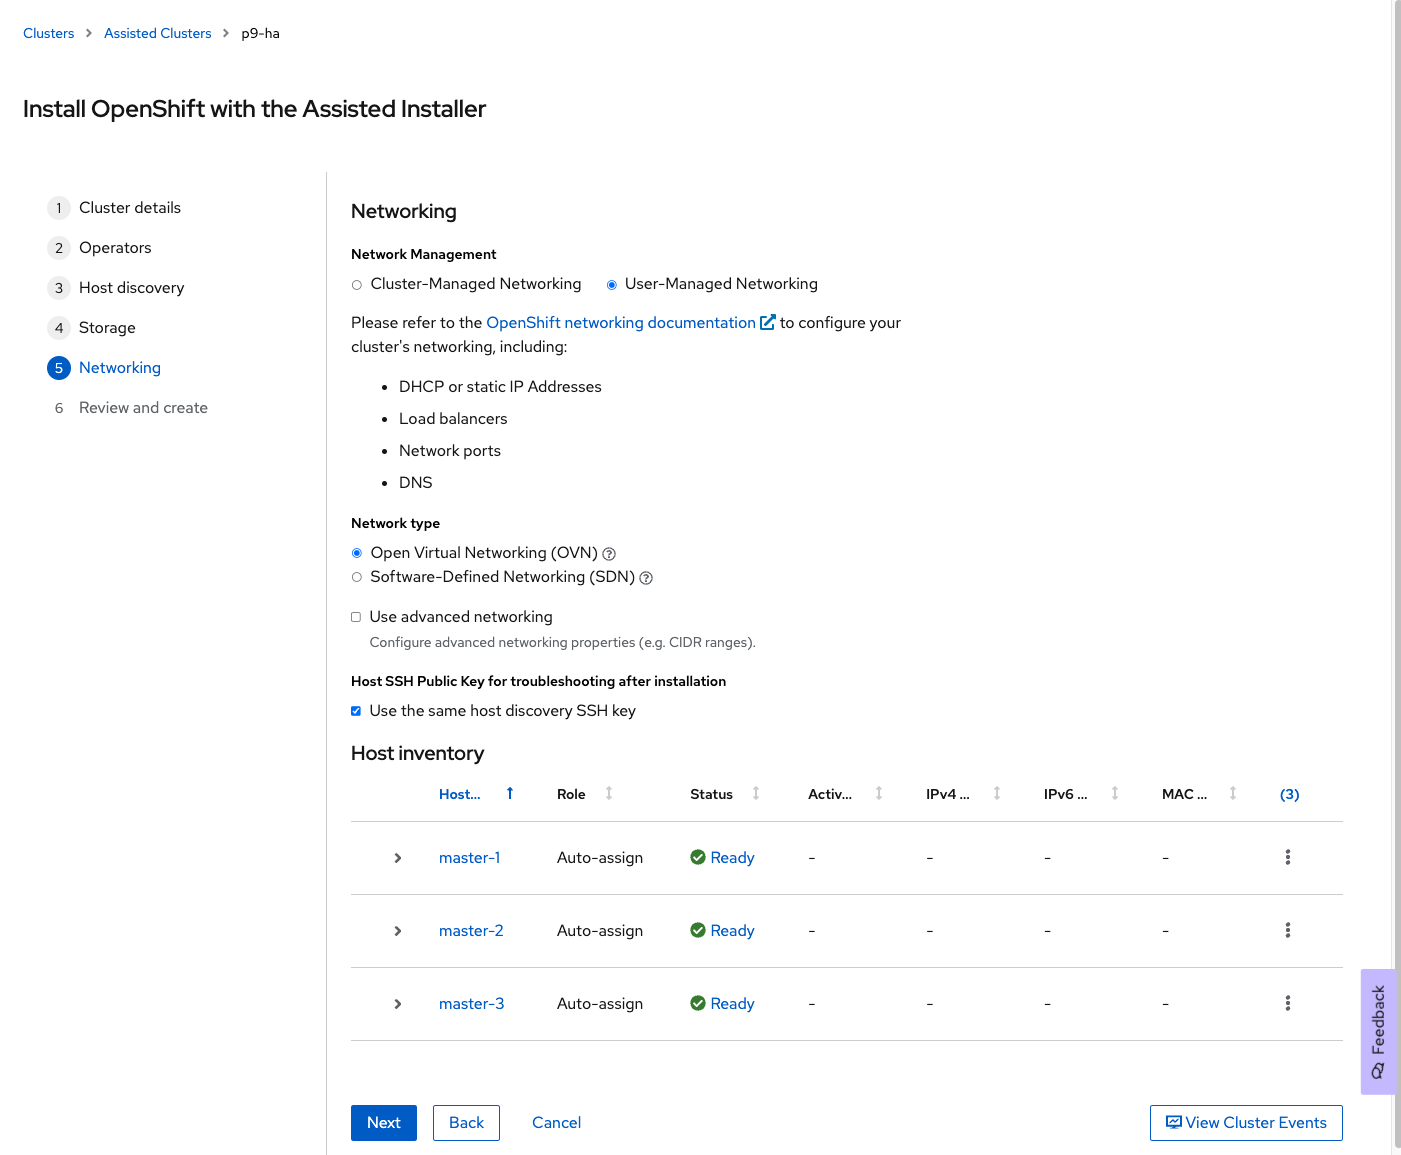 Clusters > Assisted Clusters > p9-ha
Install OpenShift with the Assisted Installer
1 Cluster details
2 Operators
3 Host discovery
4 Storage
5 Networking
6 Review and create
Networking
Network Management
Cluster-Managed Networking User-Managed Networking
Please refer to the OpenShift networking documentation to configure your
cluster's networking, including:
• DHCP or static IP Addresses
• Load balancers
• Network ports
• DNS
Network type
Open Virtual Networking (OVN)
Software-Defined Networking (SDN)
Use advanced networking
Configure advanced networking properties (e.g. CIDR ranges).
Host SSH Public Key for troubleshooting after installation
Use the same host discovery SSH key
Host inventory
Host... Role Status Activ... IPv4 ... IPv6 ... MAC ... (3)
master-1 Auto-assign Ready - - - -
master-2 Auto-assign Ready - - - -
master-3 Auto-assign Ready - - - -
Next Back Cancel View Cluster Events
Feedback